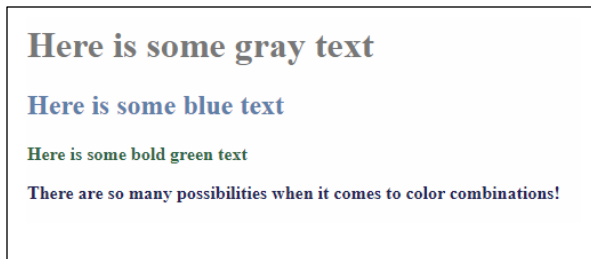 Here is some gray text
Here is some blue text
Here is some bold green text
There are so many possibilities when it comes to color combinations!